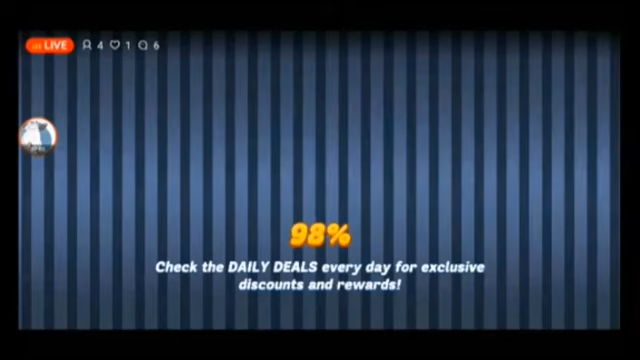 LIVE 4 1 6
98%
Check the DAILY DEALS every day for exclusive
discounts and rewards!